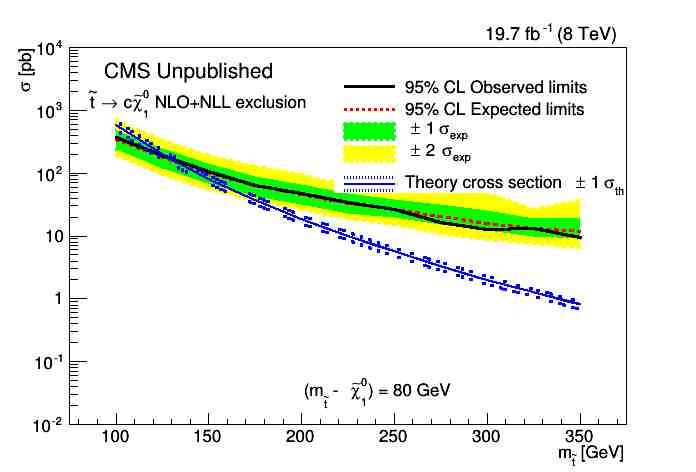 19.7 fb⁻¹ (8 TeV)
σ [pb]
CMS Unpublished
t̃ → cχ̃⁰₁ NLO+NLL exclusion
95% CL Observed limits
95% CL Expected limits
± 1 σexp
± 2 σexp
Theory cross section ± 1 σth
10⁴
10³
10²
10
1
10⁻¹
10⁻²
(mt̃ - χ̃⁰₁) = 80 GeV
100 150 200 250 300 350
mt̃ [GeV]